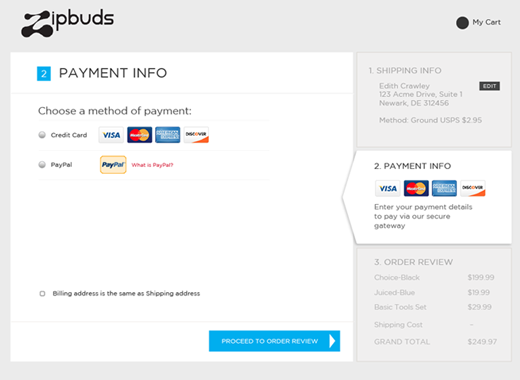 Zipbuds
My Cart
2 PAYMENT INFO
Choose a method of payment:
Credit Card VISA MasterCard AMERICAN EXPRESS DISCOVER
PayPal PayPal What is PayPal?
Billing address is the same as Shipping address
PROCEED TO ORDER REVIEW
1. SHIPPING INFO
Edith Crawley EDIT
123 Acme Drive, Suite 1
Newark, DE 312456
Method: Ground USPS $2.95
2. PAYMENT INFO
VISA MasterCard AMERICAN EXPRESS DISCOVER
Enter your payment details
to pay via our secure
gateway
3. ORDER REVIEW
Choice-Black $199.99
Juiced-Blue $19.99
Basic Tools Set $29.99
Shipping Cost –
GRAND TOTAL $249.97